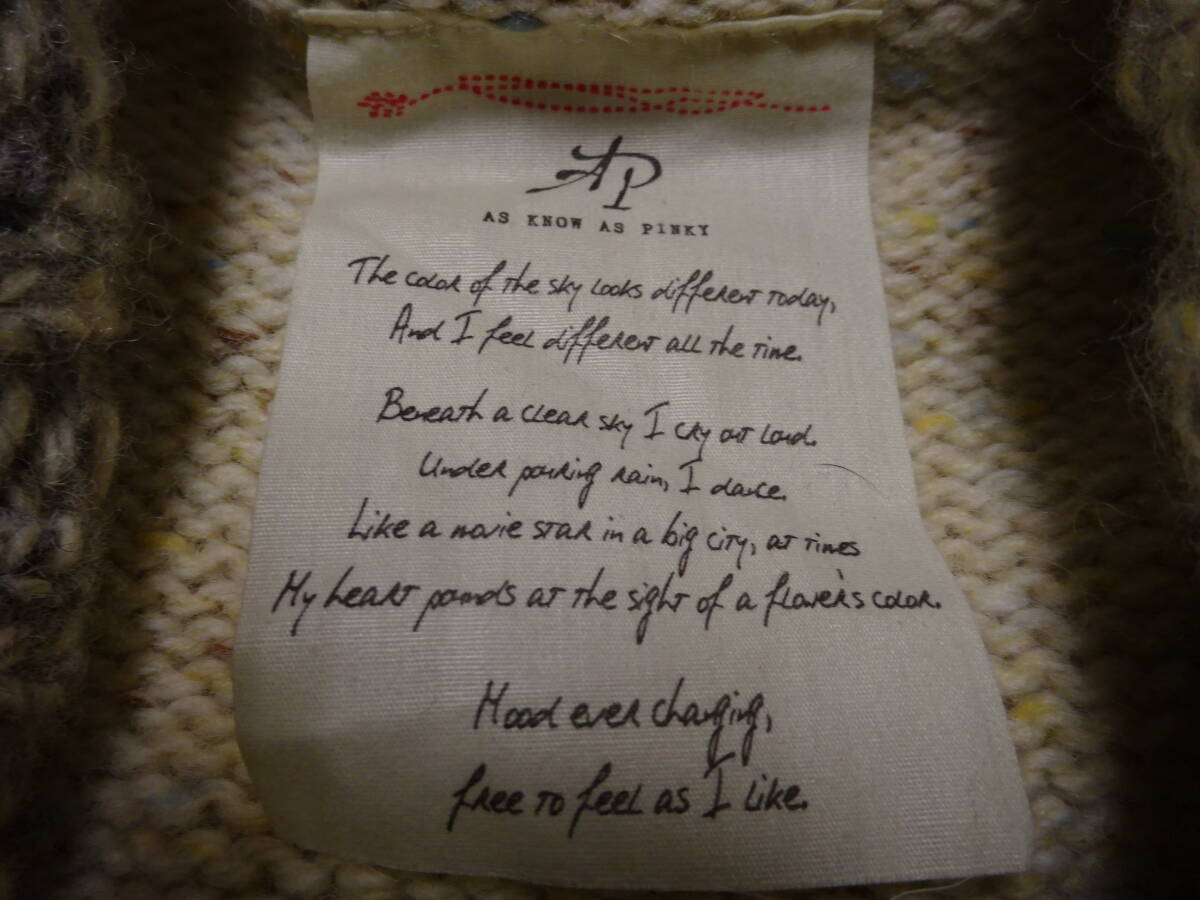 AP
AS KNOW AS PINKY
The color of the sky looks different today,
And I feel different all the time.
Beneath a clear sky I cry out loud.
Under pouring rain, I dance.
Like a movie star in a big city, at times
My heart pounds at the sight of a flower's color.
Mood ever changing,
free to feel as I like.